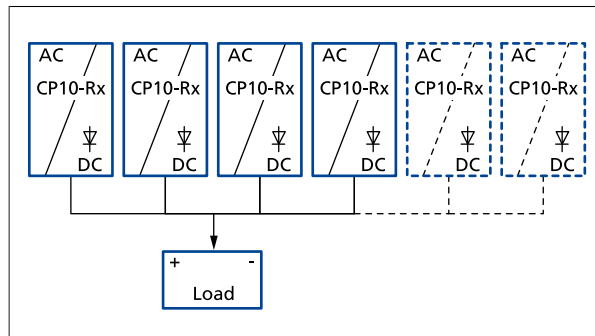 AC AC AC AC AC AC
CP10-Rx CP10-Rx CP10-Rx CP10-Rx CP10-Rx CP10-Rx
DC DC DC DC DC DC
+ -
Load